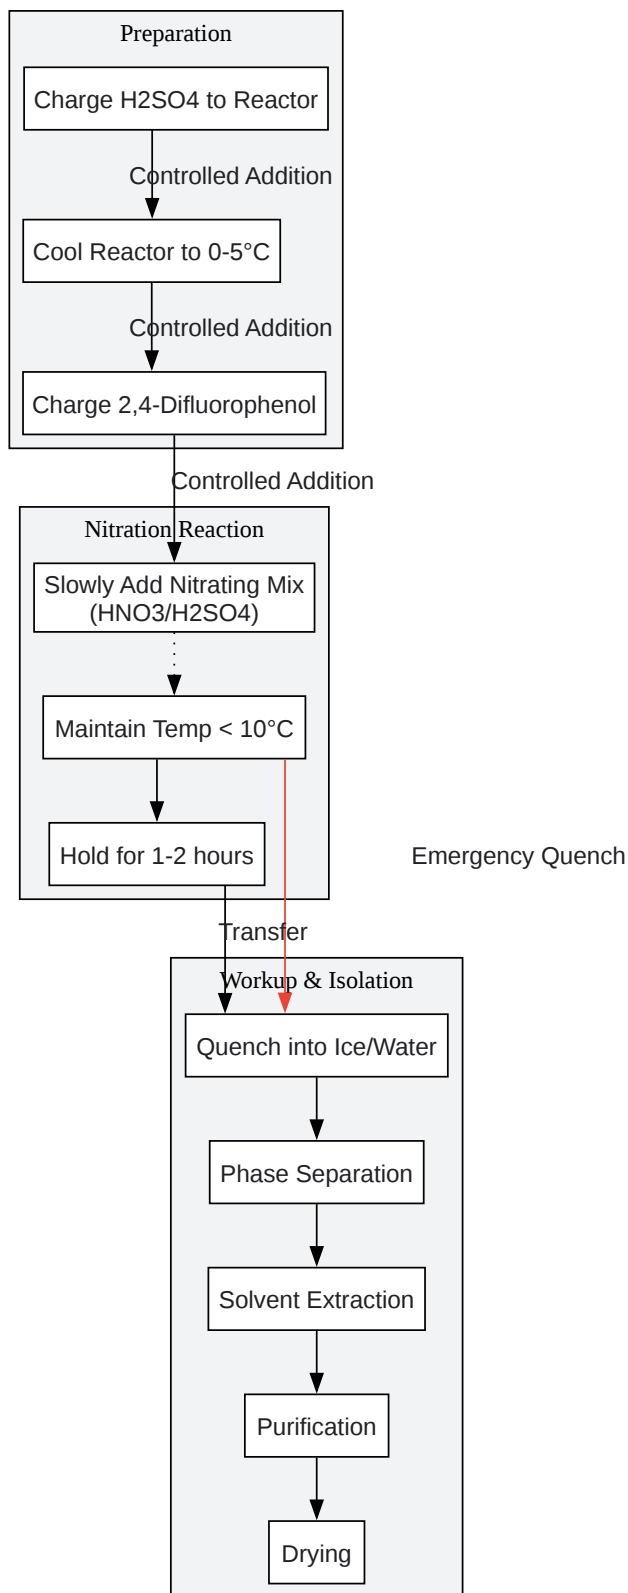 Preparation
Charge H2SO4 to Reactor
Controlled Addition
Cool Reactor to 0-5°C
Controlled Addition
Charge 2,4-Difluorophenol
Controlled Addition
Nitration Reaction
Slowly Add Nitrating Mix
(HNO3/H2SO4)
Maintain Temp < 10°C
Hold for 1-2 hours
Emergency Quench
Transfer
Workup & Isolation
Quench into Ice/Water
Phase Separation
Solvent Extraction
Purification
Drying